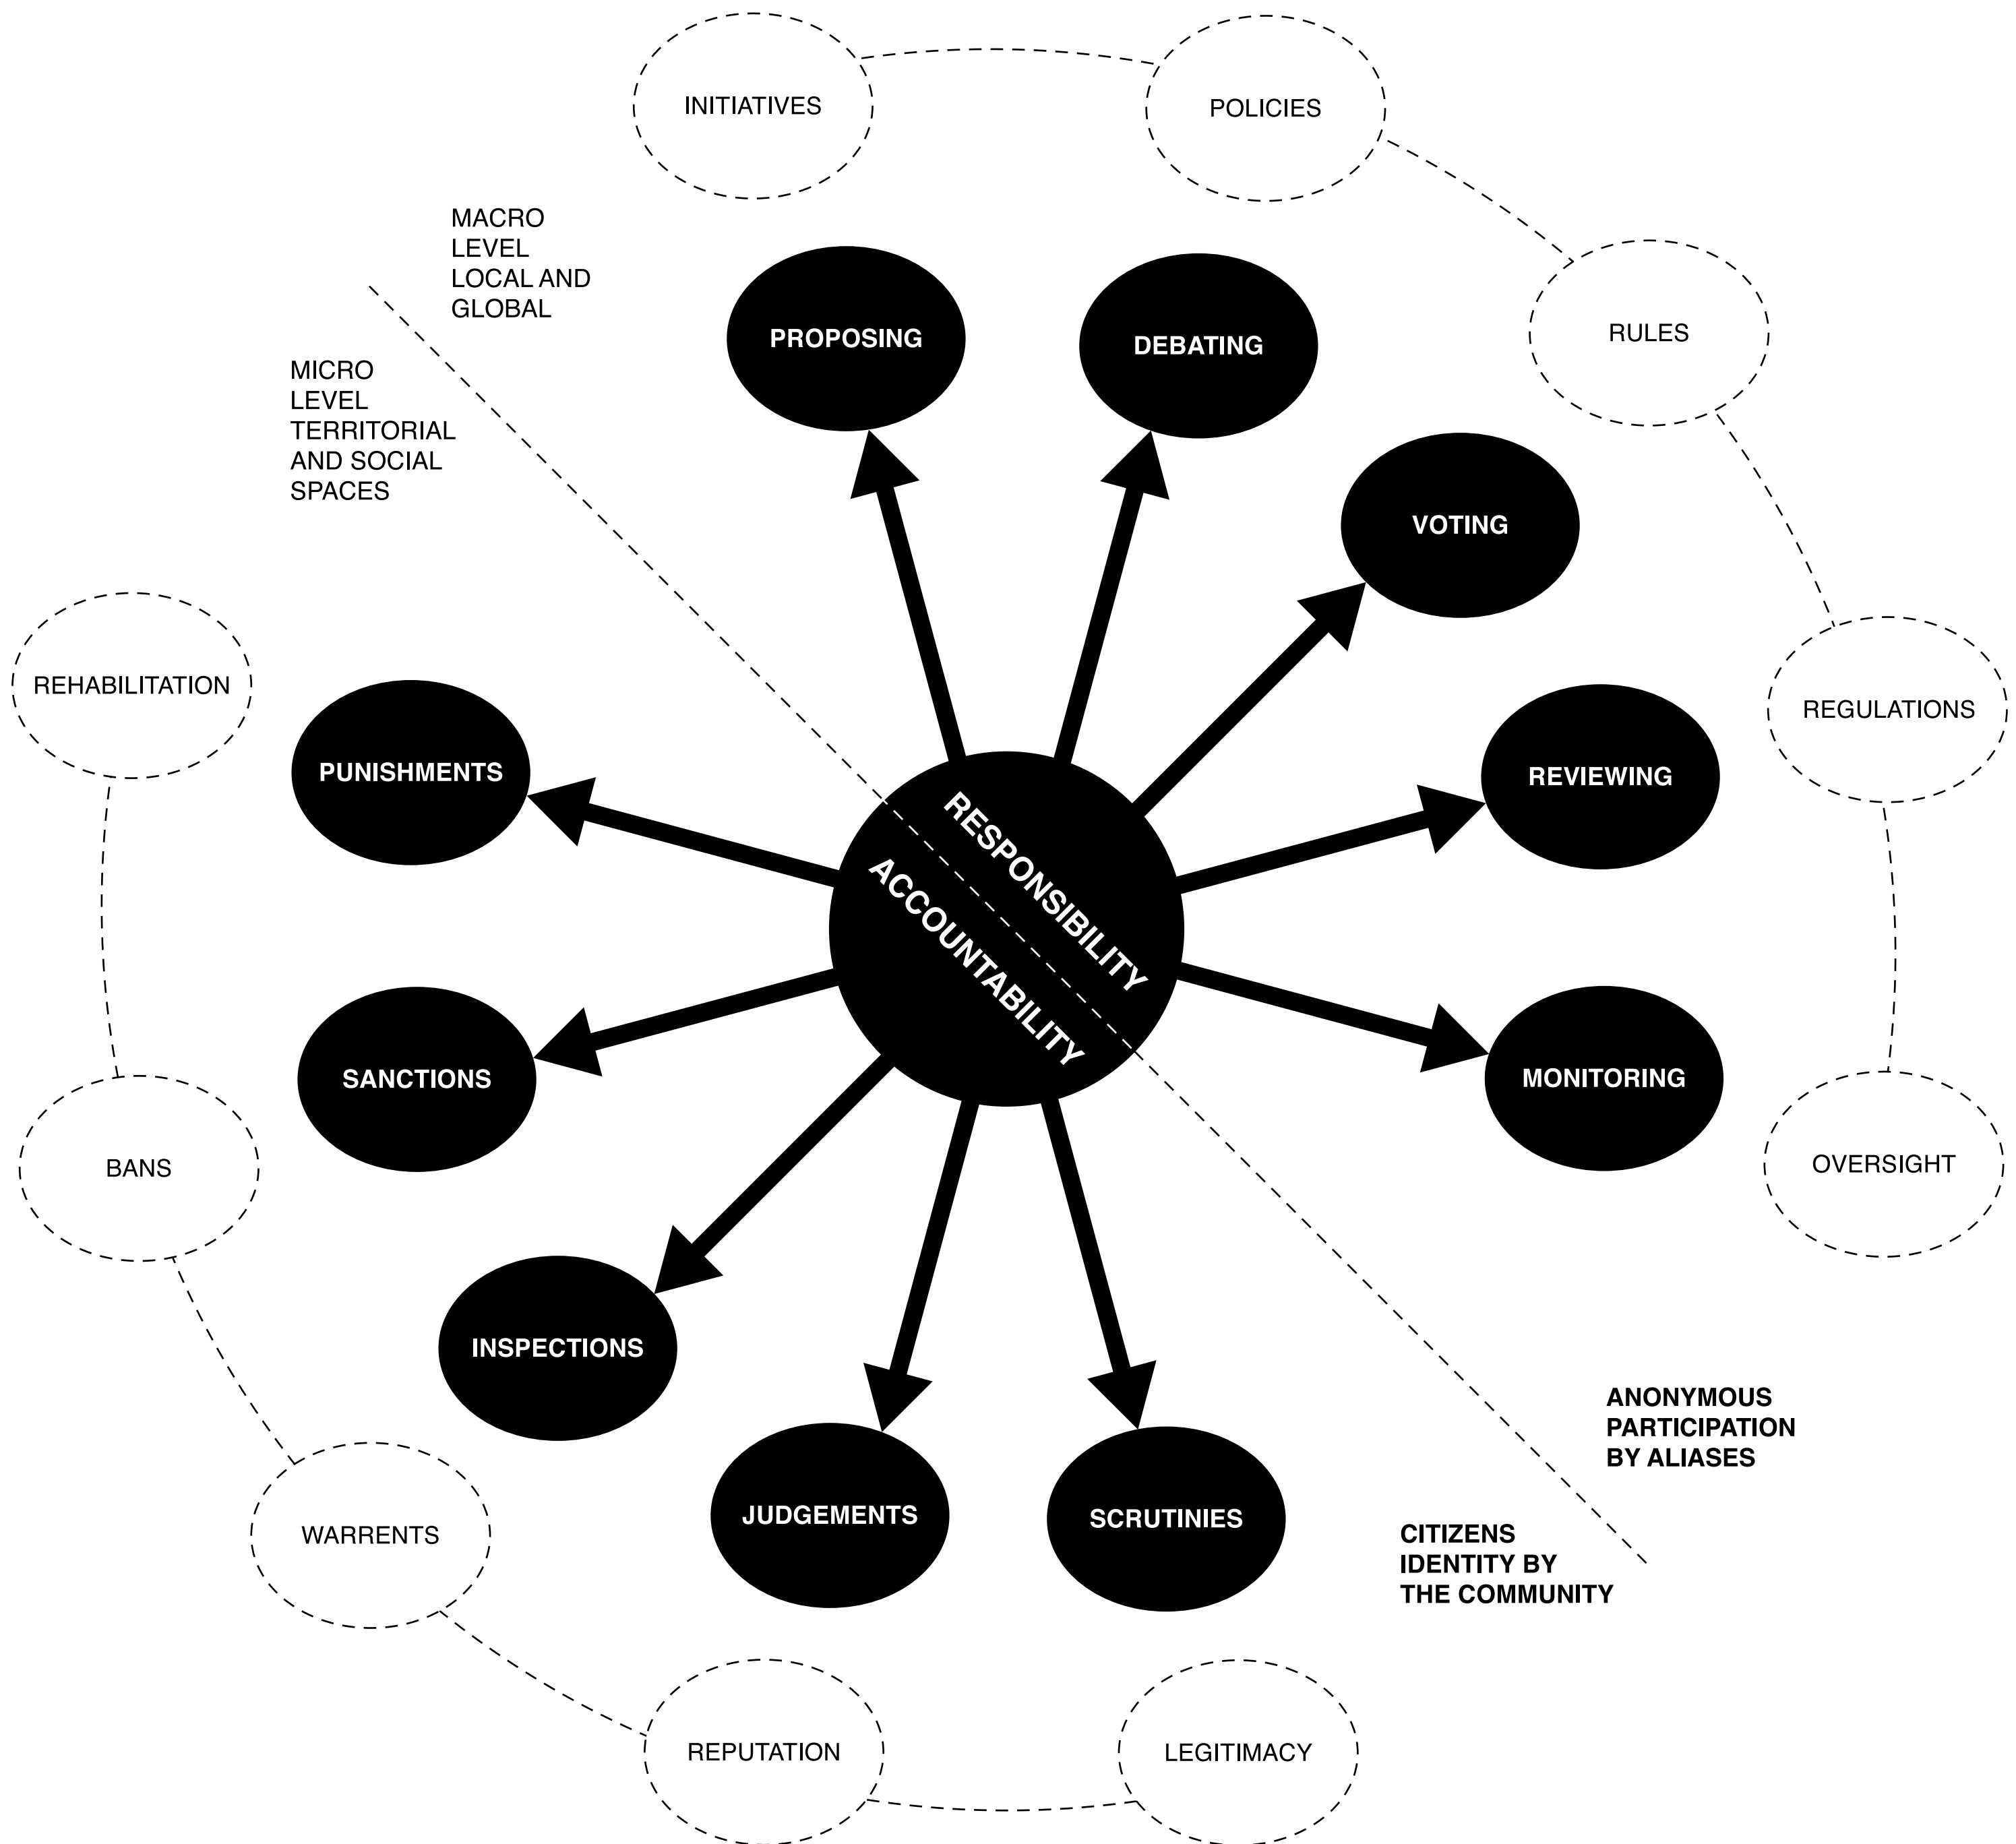 INITIATIVES
POLICIES
MACRO
LEVEL
LOCAL AND
GLOBAL
RULES
PROPOSING
DEBATING
MICRO
LEVEL
TERRITORIAL
AND SOCIAL
SPACES
VOTING
REHABILITATION
REGULATIONS
PUNISHMENTS
REVIEWING
RESPONSIBILITY
ACCOUNTABILITY
SANCTIONS
MONITORING
BANS
OVERSIGHT
INSPECTIONS
ANONYMOUS
PARTICIPATION
BY ALIASES
JUDGEMENTS
SCRUTINIES
WARRENTS
CITIZENS
IDENTITY BY
THE COMMUNITY
REPUTATION
LEGITIMACY